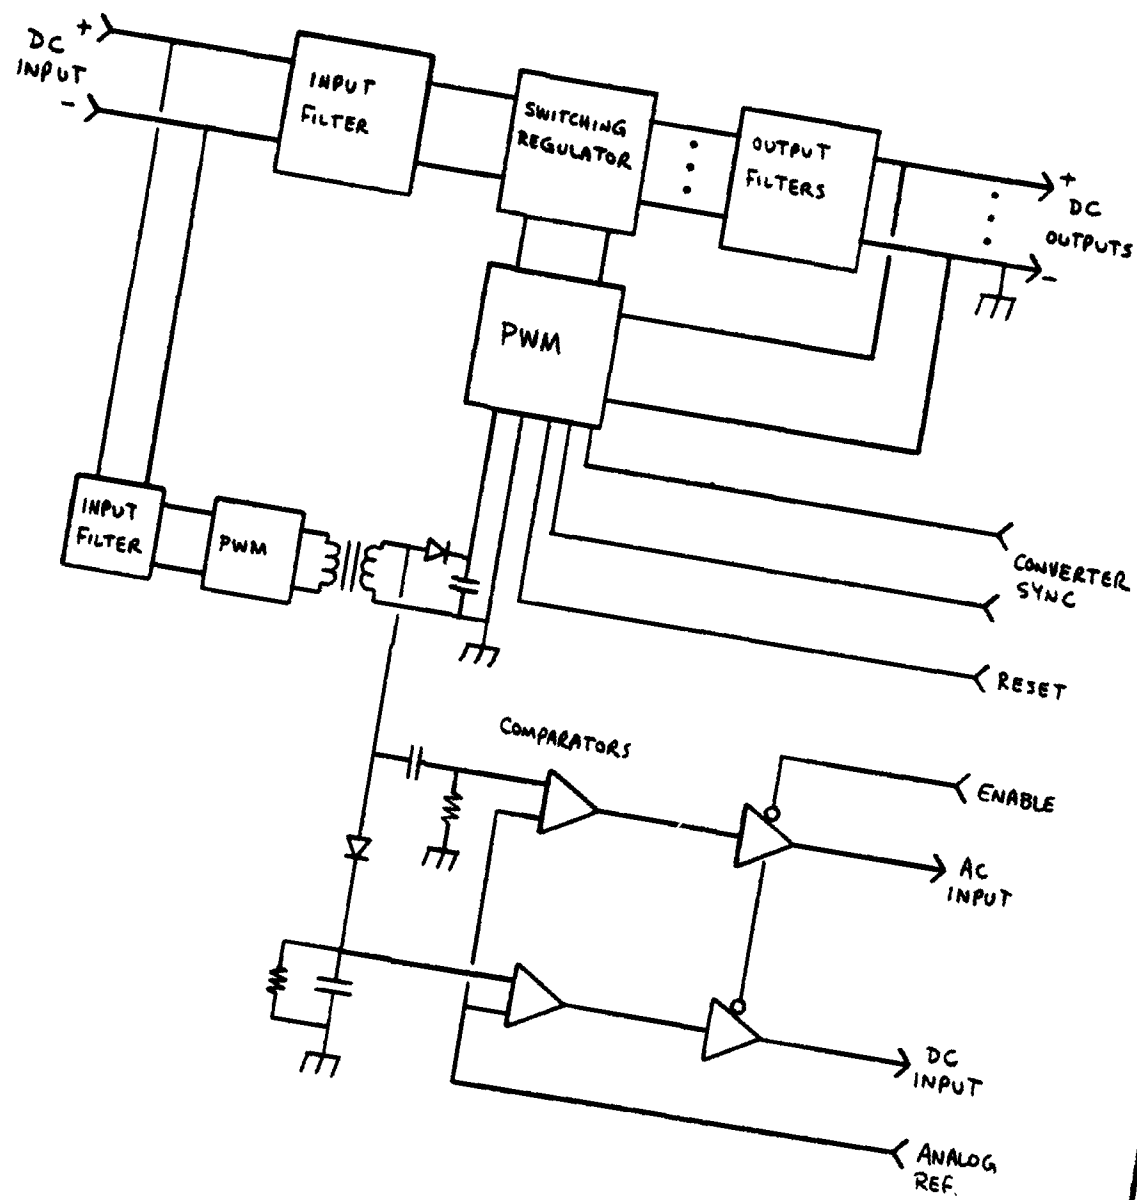 +
DC
INPUT
-
INPUT
FILTER
SWITCHING
REGULATOR
OUTPUT
FILTERS
+
DC
OUTPUTS
-
PWM
INPUT
FILTER
PWM
CONVERTER
SYNC
RESET
COMPARATORS
ENABLE
AC
INPUT
DC
INPUT
ANALOG
REF.